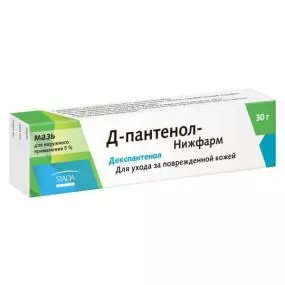 мазь
для наружного
применения 5 %
STADA
Д-пантенол-
Нижфарм
30 г
Декспантенол
Для ухода за поврежденной кожей